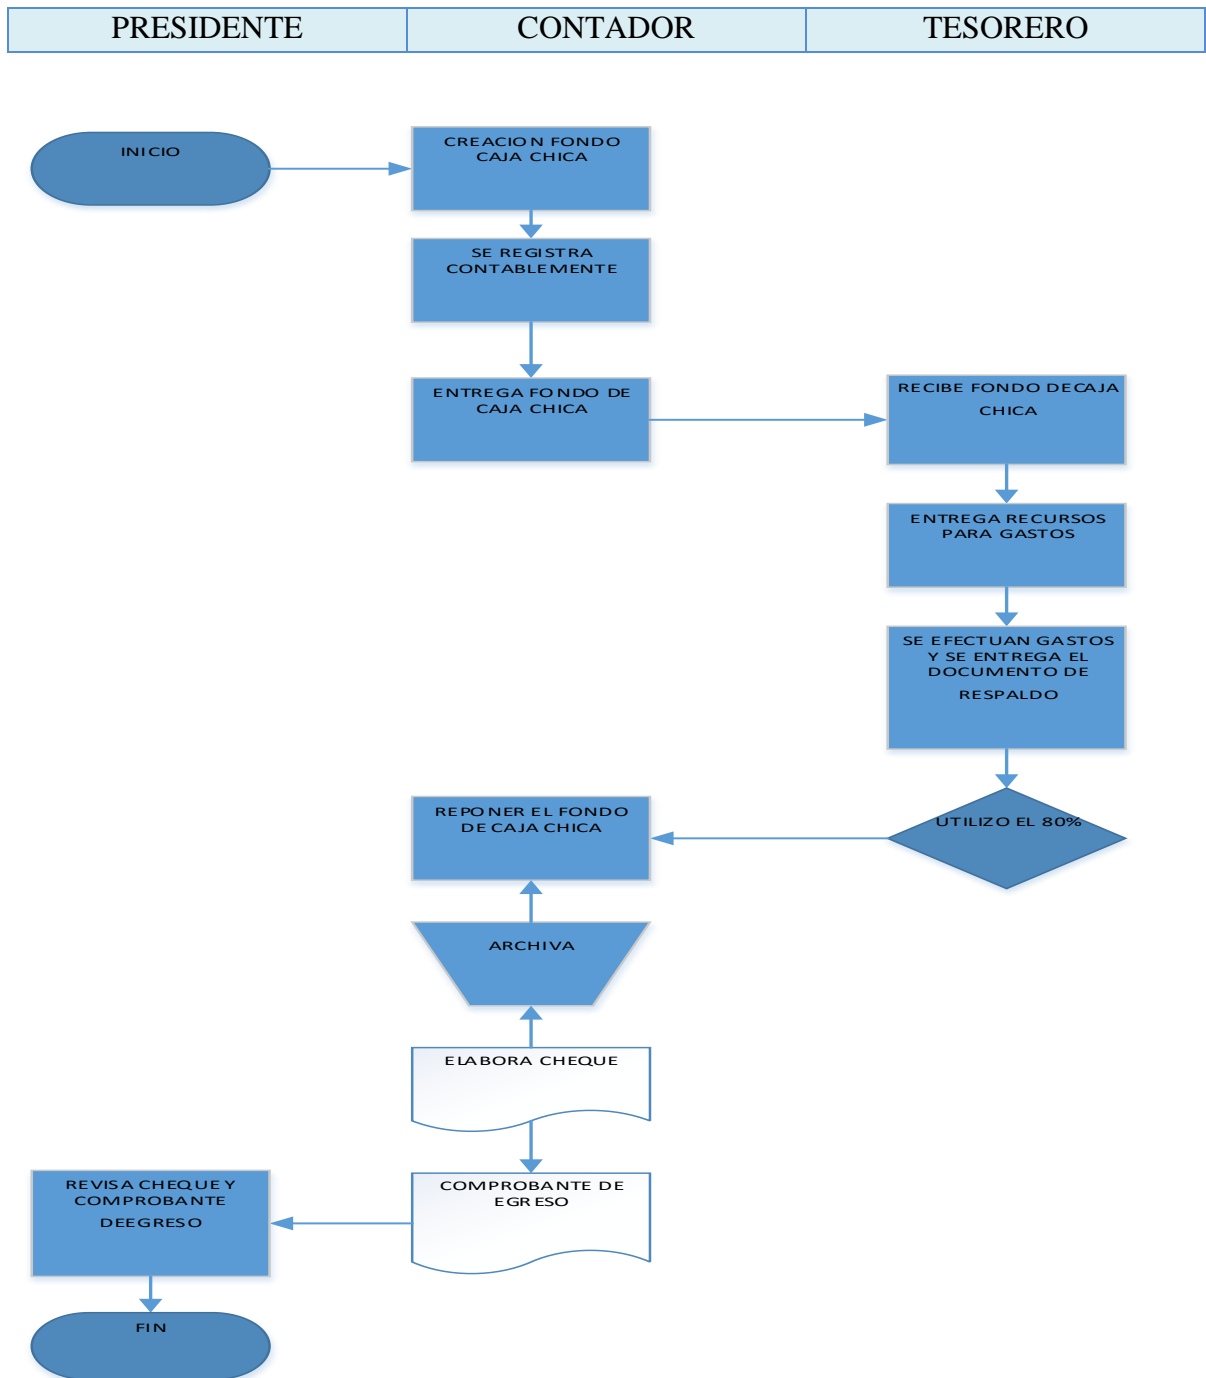 PRESIDENTE
CONTADOR
TESORERO
INICIO
CREACION FONDO
CAJA CHICA
SE REGISTRA
CONTABLEMENTE
ENTREGA FONDO DE
CAJA CHICA
RECIBE FONDO DECAJA
CHICA
ENTREGA RECURSOS
PARA GASTOS
SE EFECTUAN GASTOS
Y SE ENTREGA EL
DOCUMENTO DE
RESPALDO
UTILIZO EL 80%
REPONER EL FONDO
DE CAJA CHICA
ARCHIVA
ELABORA CHEQUE
COMPROBANTE DE
EGRESO
REVISA CHEQUE Y
COMPROBANTE
DEEGRESO
FIN